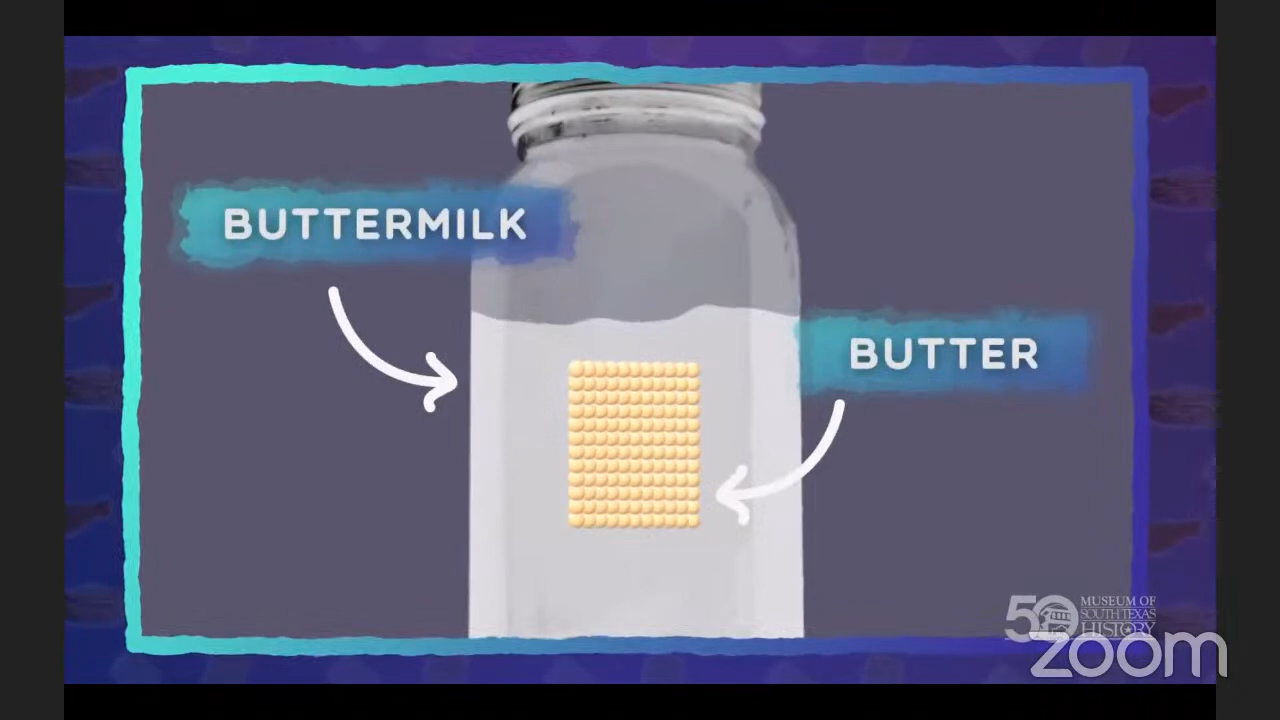 BUTTERMILK
BUTTER
50
MUSEUM OF
SOUTH TEXAS
HISTORY
zoom